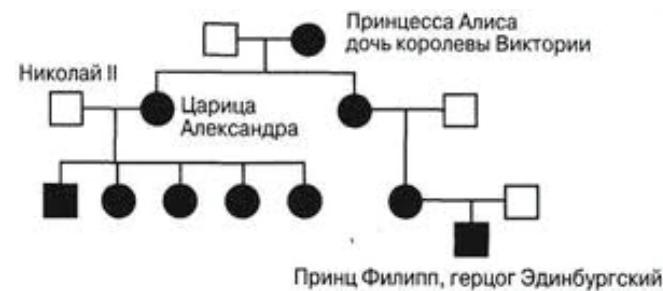 Принцесса Алиса
дочь королевы Виктории
Николай II
Царица
Александра
Принц Филипп, герцог Эдинбургский